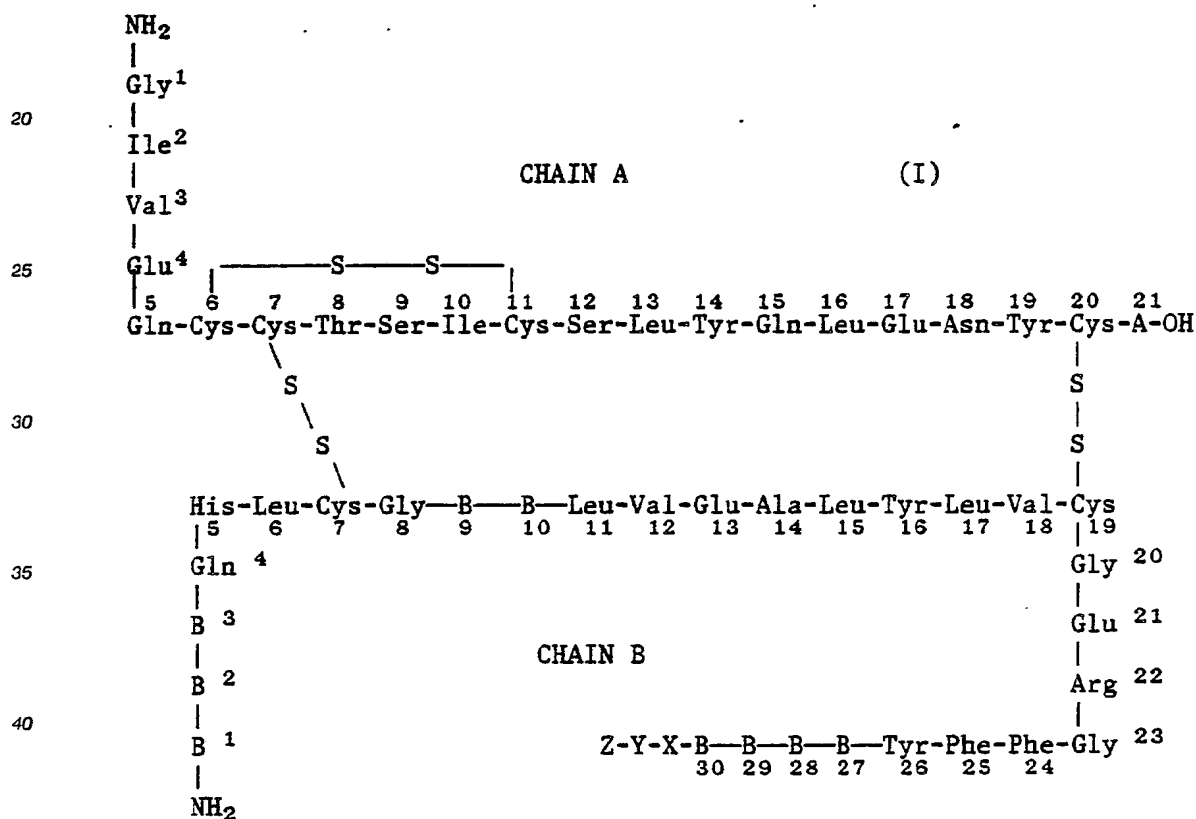 NH2
Gly1
20
Ile2
CHAIN A (I)
Val3
25 Glu4 S S
5 6 7 8 9 10 11 12 13 14 15 16 17 18 19 20 21
Gln-Cys-Cys-Thr-Ser-Ile-Cys-Ser-Leu-Tyr-Gln-Leu-Glu-Asn-Tyr-Cys-A-OH
S S
30
S S
His-Leu-Cys-Gly-B-B-Leu-Val-Glu-Ala-Leu-Tyr-Leu-Val-Cys
5 6 7 8 9 10 11 12 13 14 15 16 17 18 19
35 Gln 4 Gly 20
B 3 Glu 21
CHAIN B
B 2 Arg 22
40
B 1 Z-Y-X-B-B-B-B-Tyr-Phe-Phe-Gly 23
30 29 28 27 26 25 24
NH2